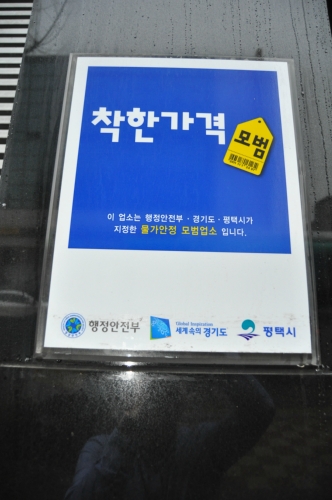 착한가격
모범
이 업소는 행정안전부 · 경기도 · 평택시가
지정한 물가안정 모범업소 입니다.
행정안전부
Global Inspiration
세계 속의 경기도
평택시